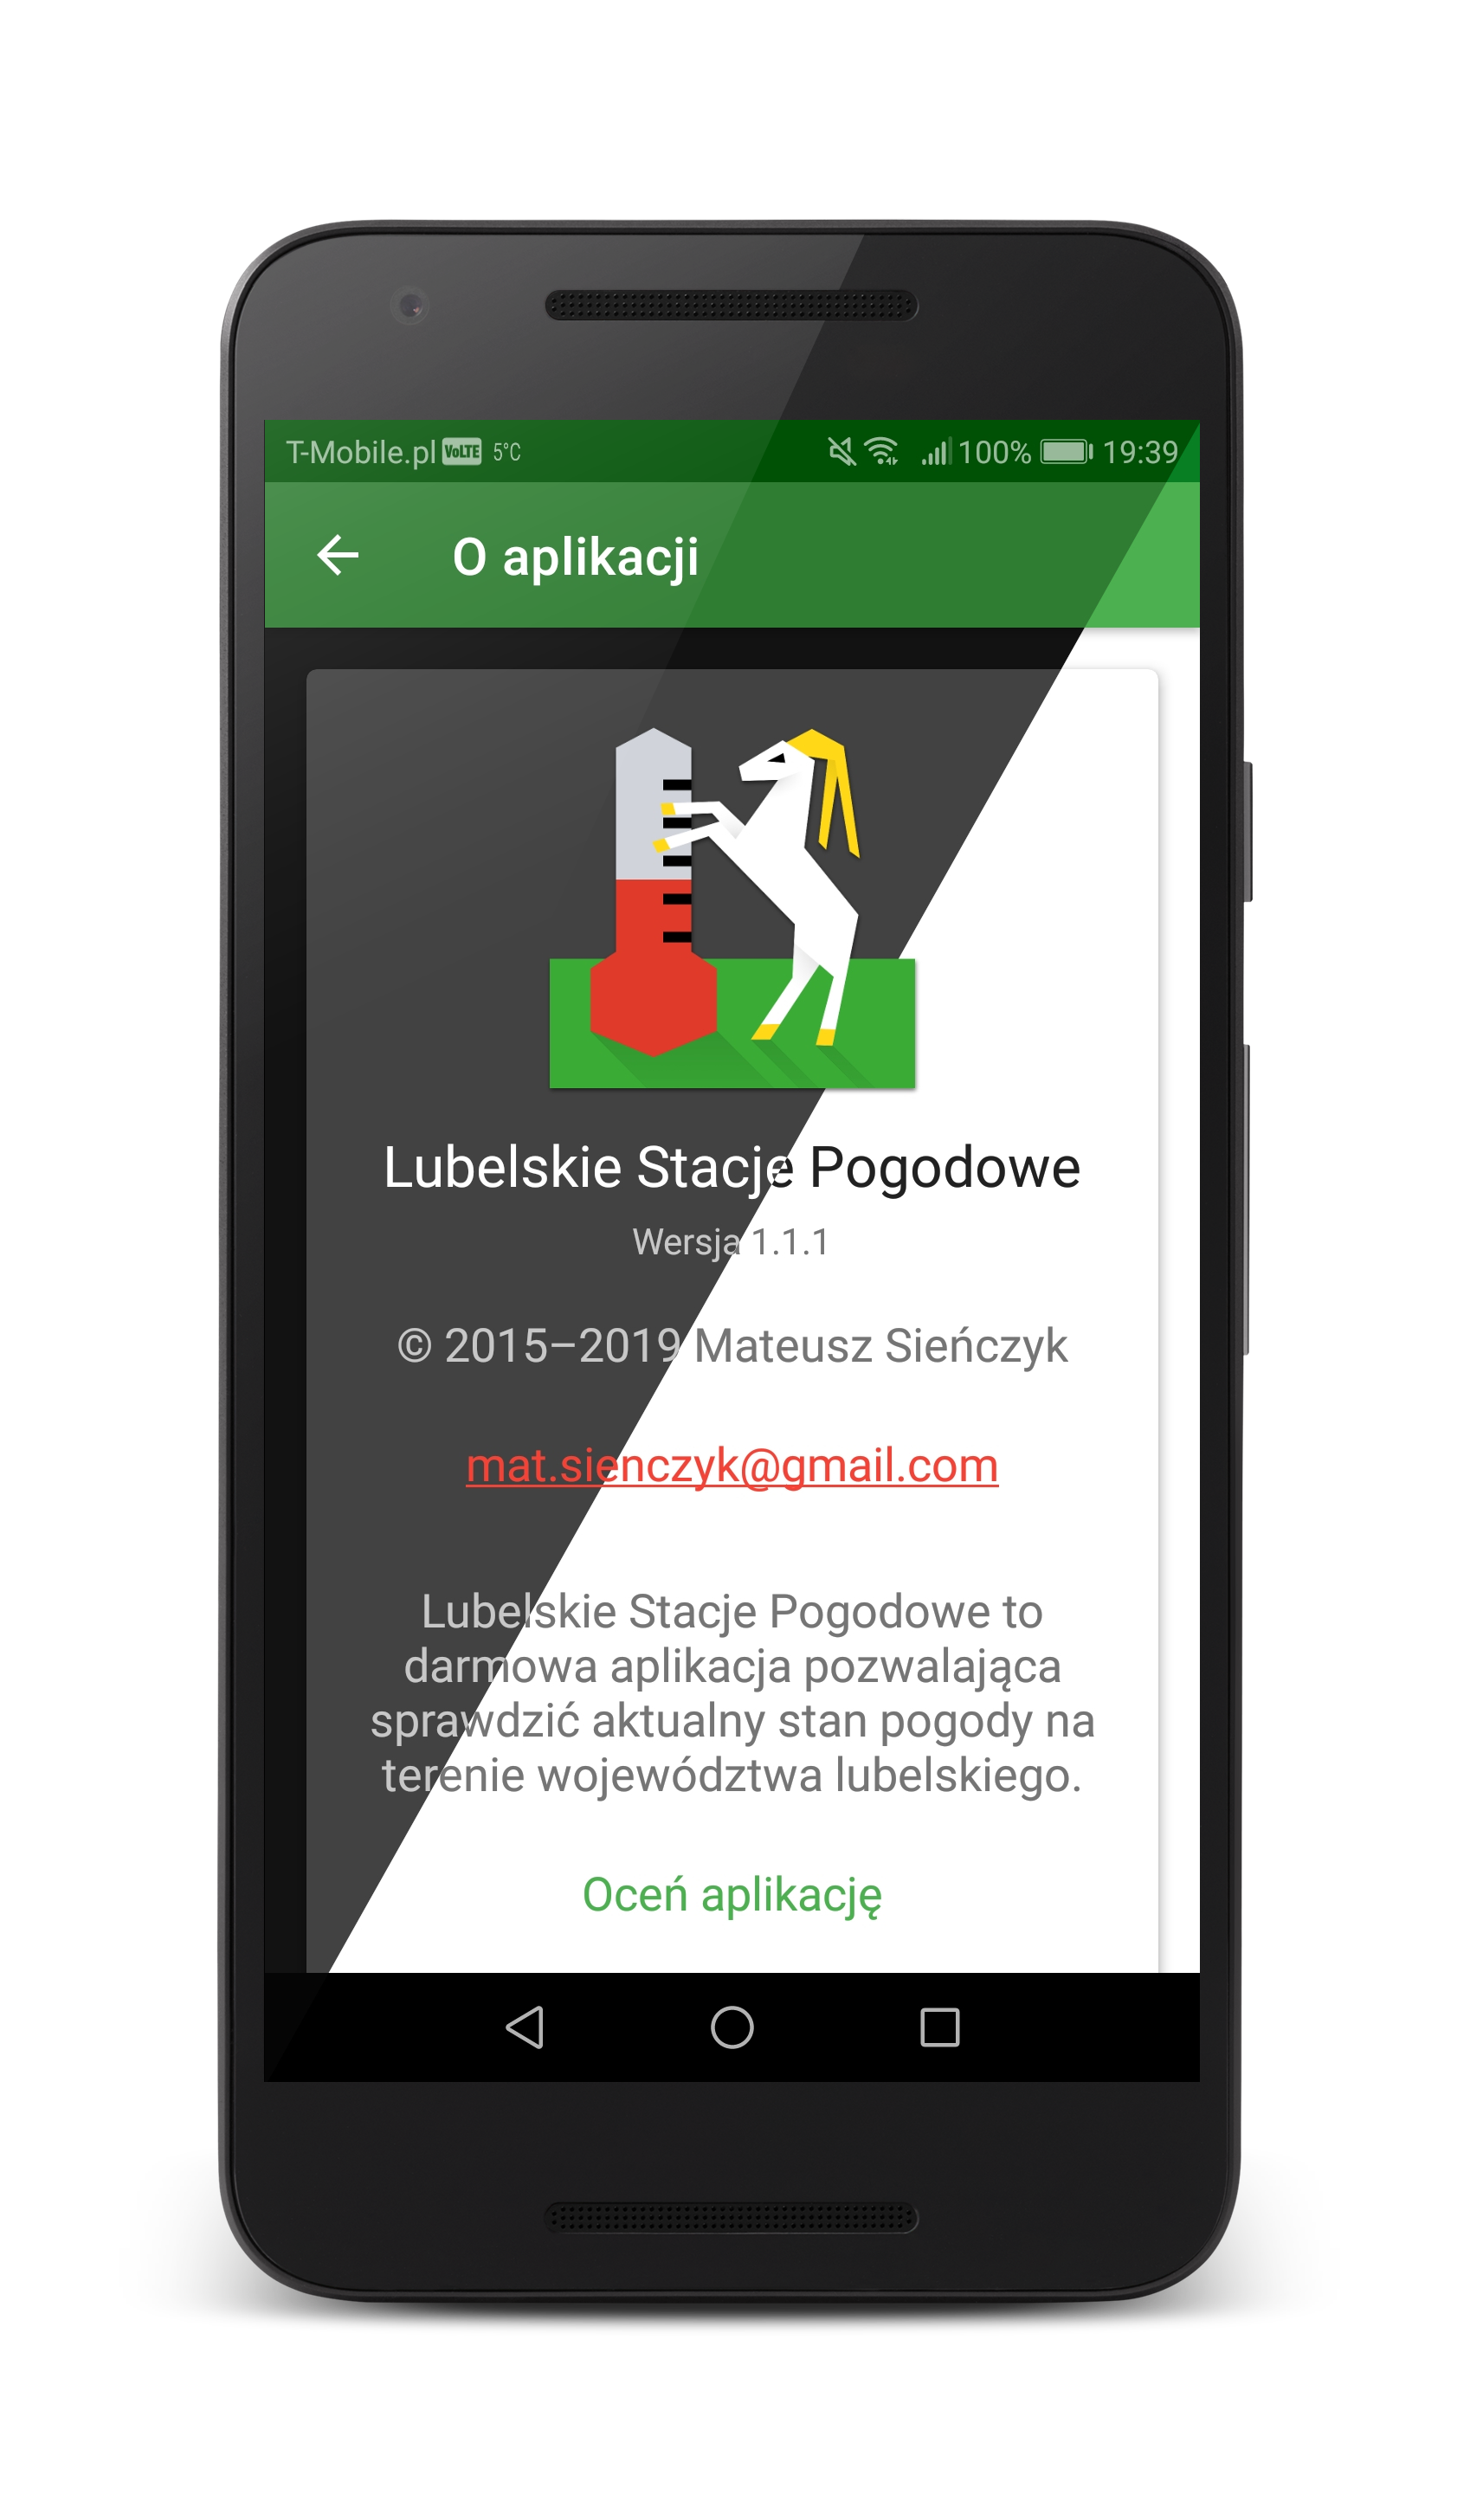 T-Mobile.pl VoLTE 5°C 100% 19:39
O aplikacji
Lubelskie Stacje Pogodowe
Wersja 1.1.1
© 2015–2019 Mateusz Sieńczyk
mat.sienczyk@gmail.com
Lubelskie Stacje Pogodowe to
darmowa aplikacja pozwalająca
sprawdzić aktualny stan pogody na
terenie województwa lubelskiego.
Oceń aplikację